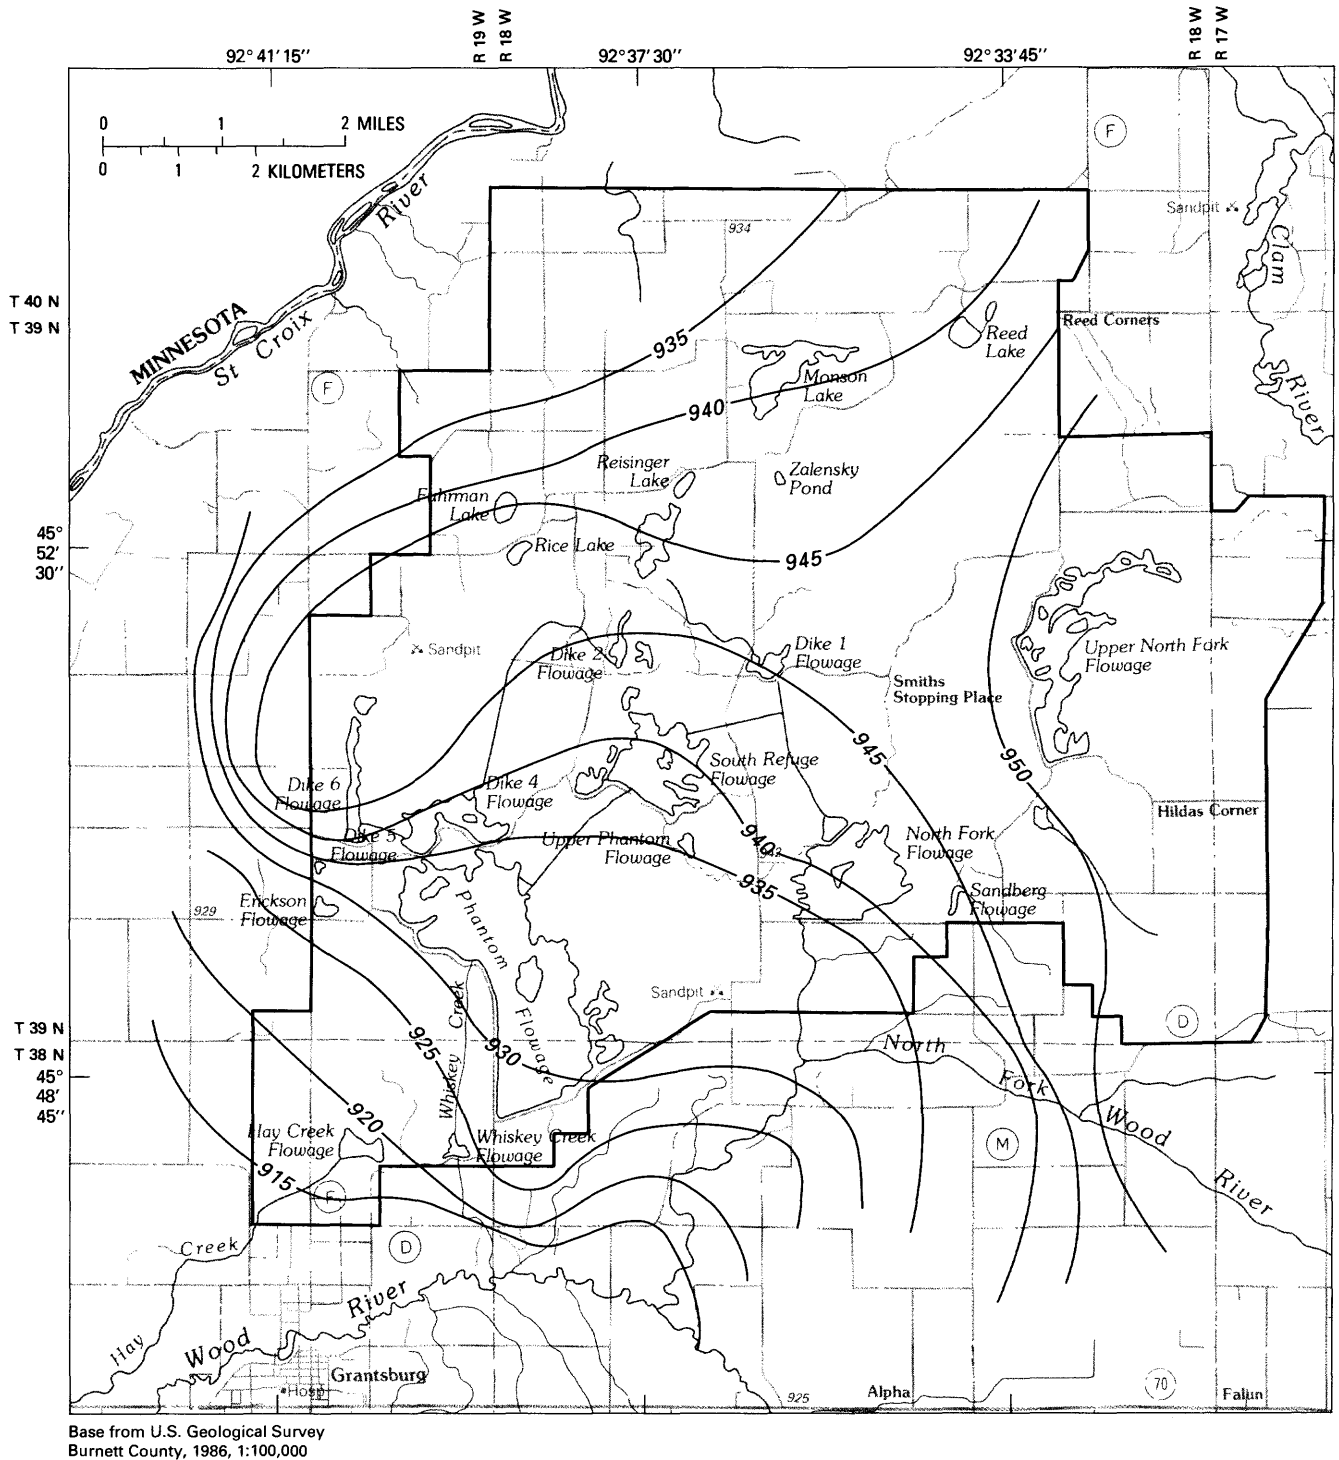 R 19 W
R 18 W
R 18 W
R 17 W
92° 41′ 15″
92° 37′ 30″
92° 33′ 45″
0 1 2 MILES
0 1 2 KILOMETERS
F
River
Sandpit
934
Clam
T 40 N
T 39 N
MINNESOTA
St Croix
Reed Corners
935
Reed
Lake
F
Monson
Lake
River
940
Reisinger
Lake
Zalensky
Pond
Fuhrman
Lake
45°
52′
30″
Rice Lake
945
Sandpit
Dike 2
Flowage
Dike 1
Flowage
Upper North Fork
Flowage
Smiths
Stopping Place
945
950
South Refuge
Flowage
Dike 6
Flowage
Dike 4
Flowage
Hildas Corner
Dike 5
Flowage
Upper Phantom
Flowage
940
942
North Fork
Flowage
935
Erickson
Flowage
929
Phantom
Flowage
Sandberg
Flowage
Sandpit
Whiskey Creek
T 39 N
T 38 N
45°
48′
45″
925
930
D
North
Fork
Wood
River
920
Hay Creek
Flowage
Whiskey Creek
Flowage
M
915
F
Creek
D
River
Hay
Wood
Grantsburg
Hosp
925
Alpha
70
Falun
Base from U.S. Geological Survey
Burnett County, 1986, 1:100,000